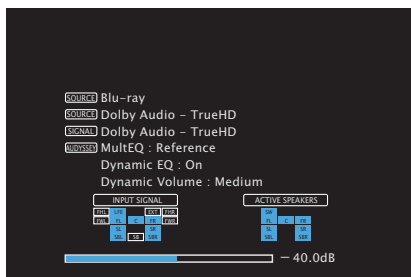 SOURCE Blu-ray
SOURCE Dolby Audio - TrueHD
SIGNAL Dolby Audio - TrueHD
AUDYSSEY MultEQ : Reference
Dynamic EQ : On
Dynamic Volume : Medium
INPUT SIGNAL ACTIVE SPEAKERS
FHL LFE EXT FHR SW
FWL FL C FR FWR FL C FR
SL SR SL SR
SBL SB SBR SBL SBR
- 40.0dB